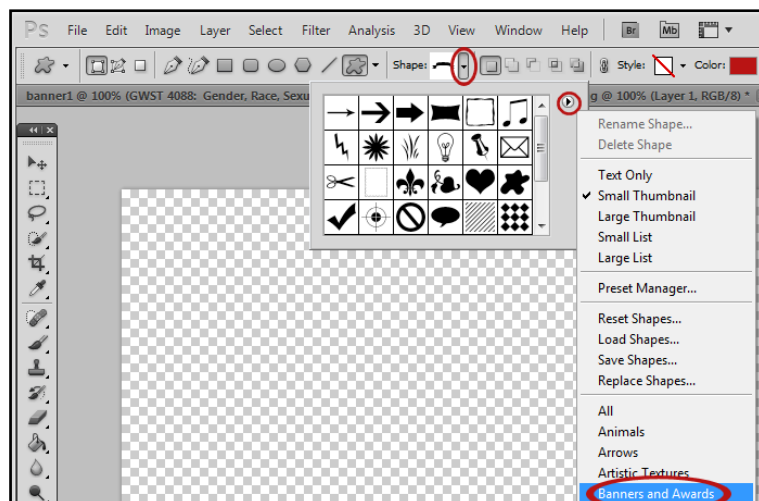 Ps File Edit Image Layer Select Filter Analysis 3D View Window Help Br Mb
Shape: Style: Color:
banner1 @ 100% (GWST 4088: Gender, Race, Sexu
g @ 100% (Layer 1, RGB/8) *
Rename Shape...
Delete Shape
Text Only
Small Thumbnail
Large Thumbnail
Small List
Large List
Preset Manager...
Reset Shapes...
Load Shapes...
Save Shapes...
Replace Shapes...
All
Animals
Arrows
Artistic Textures
Banners and Awards